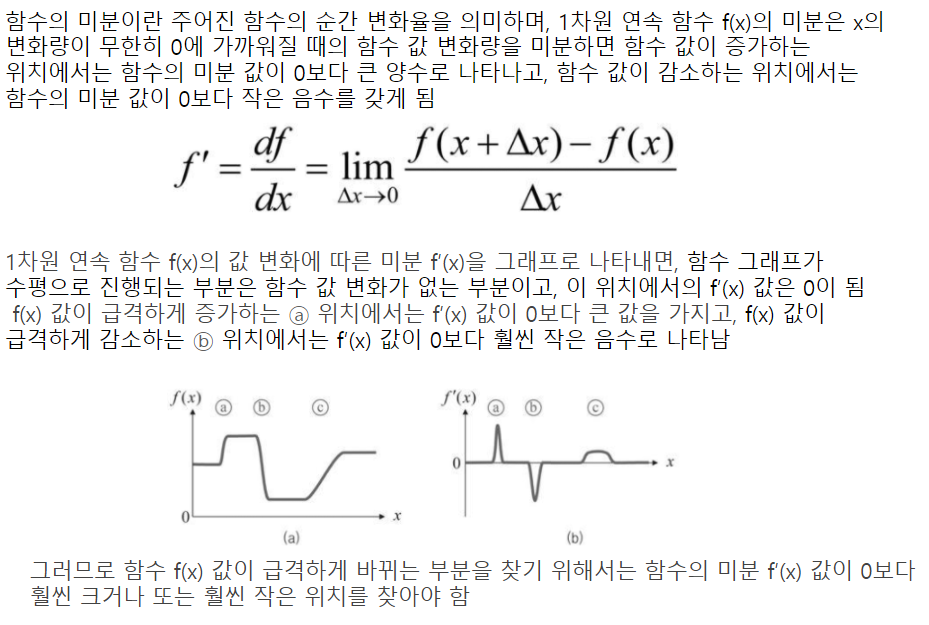 함수의 미분이란 주어진 함수의 순간 변화율을 의미하며, 1차원 연속 함수 f(x)의 미분은 x의
변화량이 무한히 0에 가까워질 때의 함수 값 변화량을 미분하면 함수 값이 증가하는
위치에서는 함수의 미분 값이 0보다 큰 양수로 나타나고, 함수 값이 감소하는 위치에서는
함수의 미분 값이 0보다 작은 음수를 갖게 됨
f′ = df/dx = lim Δx→0 f(x+Δx)−f(x) / Δx
1차원 연속 함수 f(x)의 값 변화에 따른 미분 f′(x)을 그래프로 나타내면, 함수 그래프가
수평으로 진행되는 부분은 함수 값 변화가 없는 부분이고, 이 위치에서의 f′(x) 값은 0이 됨
f(x) 값이 급격하게 증가하는 ⓐ 위치에서는 f′(x) 값이 0보다 큰 값을 가지고, f(x) 값이
급격하게 감소하는 ⓑ 위치에서는 f′(x) 값이 0보다 훨씬 작은 음수로 나타남
f(x) ⓐ ⓑ ⓒ
0 x
(a)
f′(x) ⓐ ⓑ ⓒ
0 x
(b)
그러므로 함수 f(x) 값이 급격하게 바뀌는 부분을 찾기 위해서는 함수의 미분 f′(x) 값이 0보다
훨씬 크거나 또는 훨씬 작은 위치를 찾아야 함